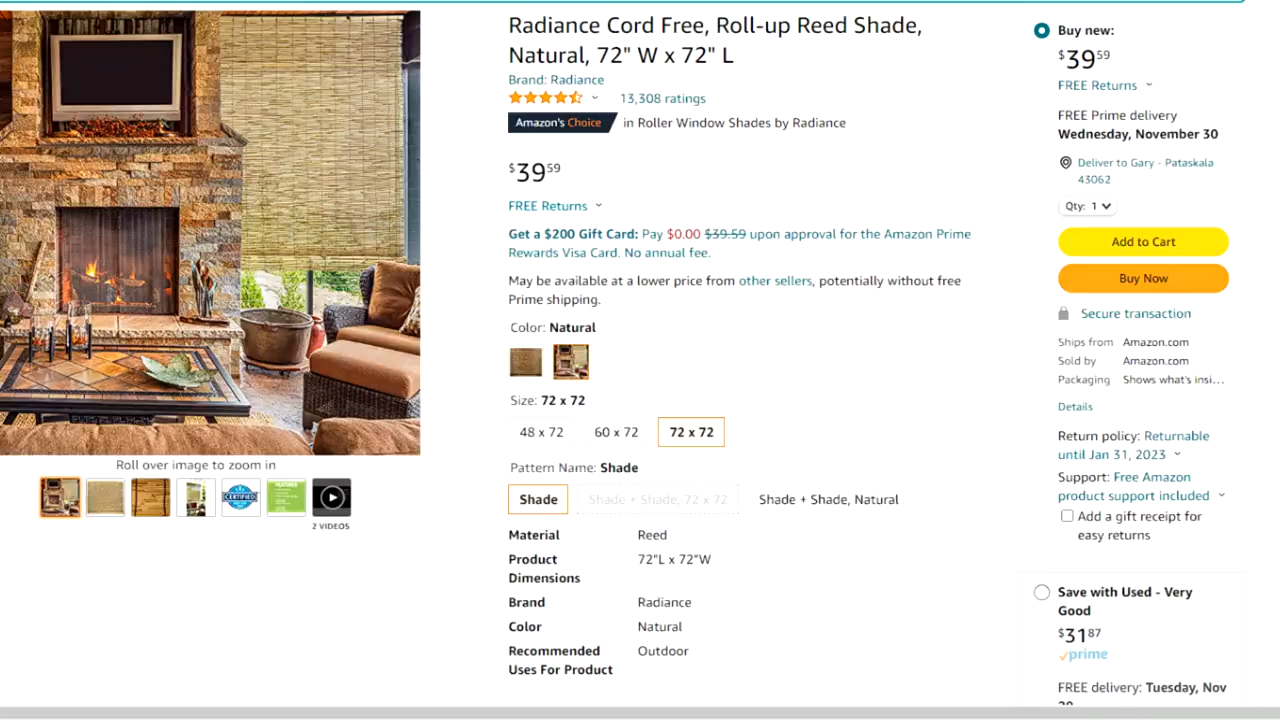 Radiance Cord Free, Roll-up Reed Shade,
Natural, 72" W x 72" L
Brand: Radiance
13,308 ratings
Amazon's Choice in Roller Window Shades by Radiance
$39 59
FREE Returns
Get a $200 Gift Card: Pay $0.00 $39.59 upon approval for the Amazon Prime
Rewards Visa Card. No annual fee.
May be available at a lower price from other sellers, potentially without free
Prime shipping.
Color: Natural
Size: 72 x 72
48 x 72 60 x 72 72 x 72
Pattern Name: Shade
Shade Shade + Shade, 72 x 72 Shade + Shade, Natural
Material Reed
Product 72"L x 72"W
Dimensions
Brand Radiance
Color Natural
Recommended Outdoor
Uses For Product
Roll over image to zoom in
CERTIFIED
2 VIDEOS
Buy new:
$39 59
FREE Returns
FREE Prime delivery
Wednesday, November 30
Deliver to Gary - Pataskala
43062
Qty: 1
Add to Cart
Buy Now
Secure transaction
Ships from Amazon.com
Sold by Amazon.com
Packaging Shows what's insi...
Details
Return policy: Returnable
until Jan 31, 2023
Support: Free Amazon
product support included
Add a gift receipt for
easy returns
Save with Used - Very
Good
$31 87
prime
FREE delivery: Tuesday, Nov